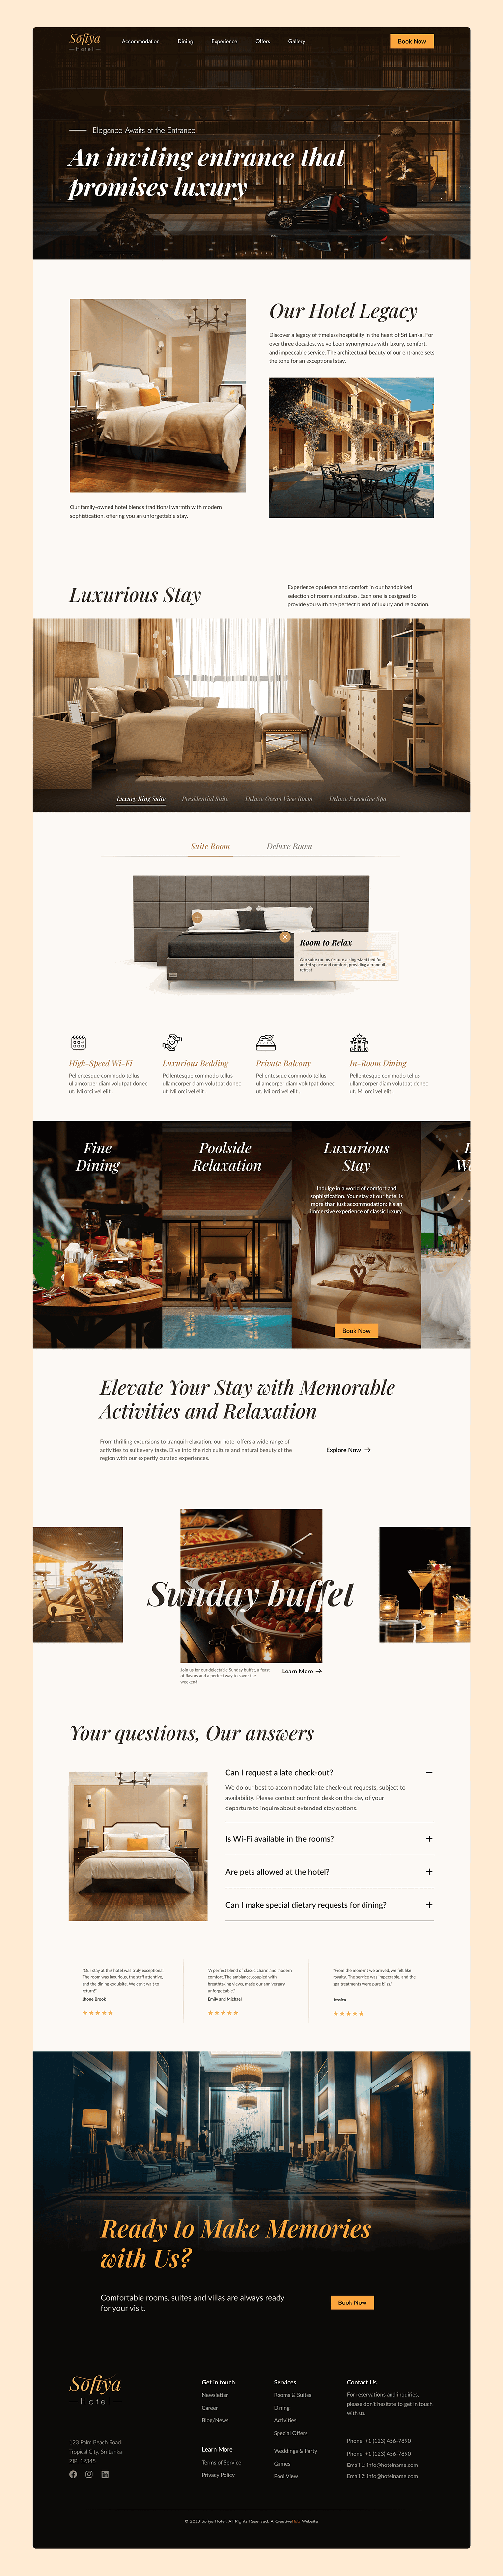 Sofiya
Hotel
Accommodation
Dining
Experience
Offers
Gallery
Book Now
Elegance Awaits at the Entrance
An inviting entrance that
promises luxury
Our Hotel Legacy
Discover a legacy of timeless hospitality in the heart of Sri Lanka. For
over three decades, we've been synonymous with luxury, comfort,
and impeccable service. The architectural beauty of our entrance sets
the tone for an exceptional stay.
Our family-owned hotel blends traditional warmth with modern
sophistication, offering you an unforgettable stay.
Luxurious Stay
Experience opulence and comfort in our handpicked
selection of rooms and suites. Each one is designed to
provide you with the perfect blend of luxury and relaxation.
Luxury King Suite
Presidential Suite
Deluxe Ocean View Room
Deluxe Executive Spa
Suite Room
Deluxe Room
Room to Relax
Our suite rooms feature a king-sized bed for
added space and comfort, providing a tranquil
retreat
High-Speed Wi-Fi
Pellentesque commodo tellus
ullamcorper diam volutpat donec
ut. Mi orci vel elit .
Luxurious Bedding
Pellentesque commodo tellus
ullamcorper diam volutpat donec
ut. Mi orci vel elit .
Private Balcony
Pellentesque commodo tellus
ullamcorper diam volutpat donec
ut. Mi orci vel elit .
In-Room Dining
Pellentesque commodo tellus
ullamcorper diam volutpat donec
ut. Mi orci vel elit .
Fine
Dining
Poolside
Relaxation
Luxurious
Stay
Indulge in a world of comfort and
sophistication. Your stay at our hotel is
more than just accommodation; it's an
immersive experience of classic luxury.
Book Now
Elevate Your Stay with Memorable
Activities and Relaxation
From thrilling excursions to tranquil relaxation, our hotel offers a wide range of
activities to suit every taste. Dive into the rich culture and natural beauty of the
region with our expertly curated experiences.
Explore Now
Sunday buffet
Join us for our delectable Sunday buffet, a feast
of flavors and a perfect way to savor the
weekend
Learn More
Your questions, Our answers
Can I request a late check-out?
We do our best to accommodate late check-out requests, subject to
availability. Please contact our front desk on the day of your
departure to inquire about extended stay options.
Is Wi-Fi available in the rooms?
Are pets allowed at the hotel?
Can I make special dietary requests for dining?
"Our stay at this hotel was truly exceptional.
The room was luxurious, the staff attentive,
and the dining exquisite. We can't wait to
return!"
Jhone Brook
"A perfect blend of classic charm and modern
comfort. The ambiance, coupled with
breathtaking views, made our anniversary
unforgettable."
Emily and Michael
"From the moment we arrived, we felt like
royalty. The service was impeccable, and the
spa treatments were pure bliss."
Jessica
Ready to Make Memories
with Us?
Comfortable rooms, suites and villas are always ready
for your visit.
Book Now
Sofiya
Hotel
123 Palm Beach Road
Tropical City, Sri Lanka
ZIP: 12345
Get in touch
Newsletter
Career
Blog/News
Learn More
Terms of Service
Privacy Policy
Services
Rooms & Suites
Dining
Activities
Special Offers
Weddings & Party
Games
Pool View
Contact Us
For reservations and inquiries,
please don't hesitate to get in touch
with us.
Phone: +1 (123) 456-7890
Phone: +1 (123) 456-7890
Email 1: info@hotelname.com
Email 2: info@hotelname.com
© 2023 Sofiya Hotel, All Rights Reserved. A CreativeHub Website